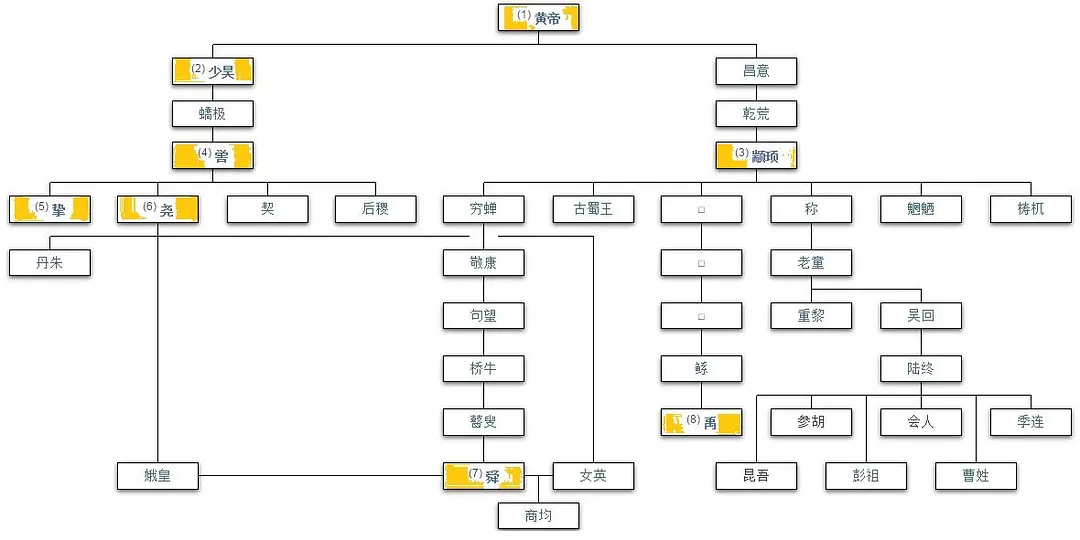 (1) 黄帝
(2) 少昊
昌意
蟜极
乾荒
(4) 喾
(3) 颛顼
(5) 挚
(6) 尧
契
后稷
穷蝉
古蜀王
□
称
魍魉
梼杌
丹朱
敬康
□
老童
句望
□
重黎
吴回
桥牛
鲧
陆终
瞽叟
(8) 禹
参胡
会人
季连
娥皇
(7) 舜
女英
昆吾
彭祖
曹姓
商均